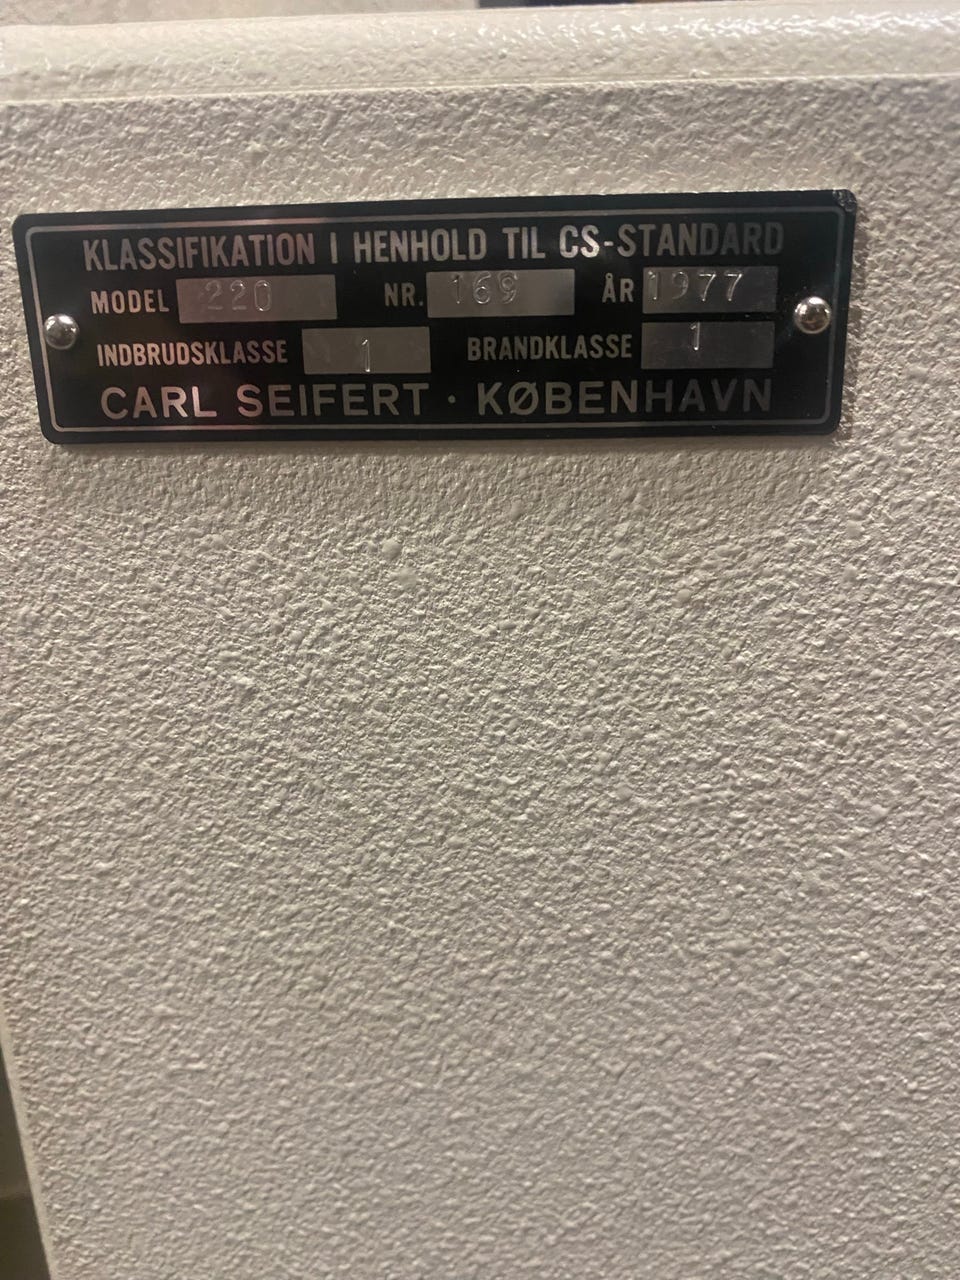 KLASSIFIKATION I HENHOLD TIL CS-STANDARD
MODEL 220 NR. 169 ÅR 1977
INDBRUDSKLASSE 1 BRANDKLASSE 1
CARL SEIFERT · KØBENHAVN